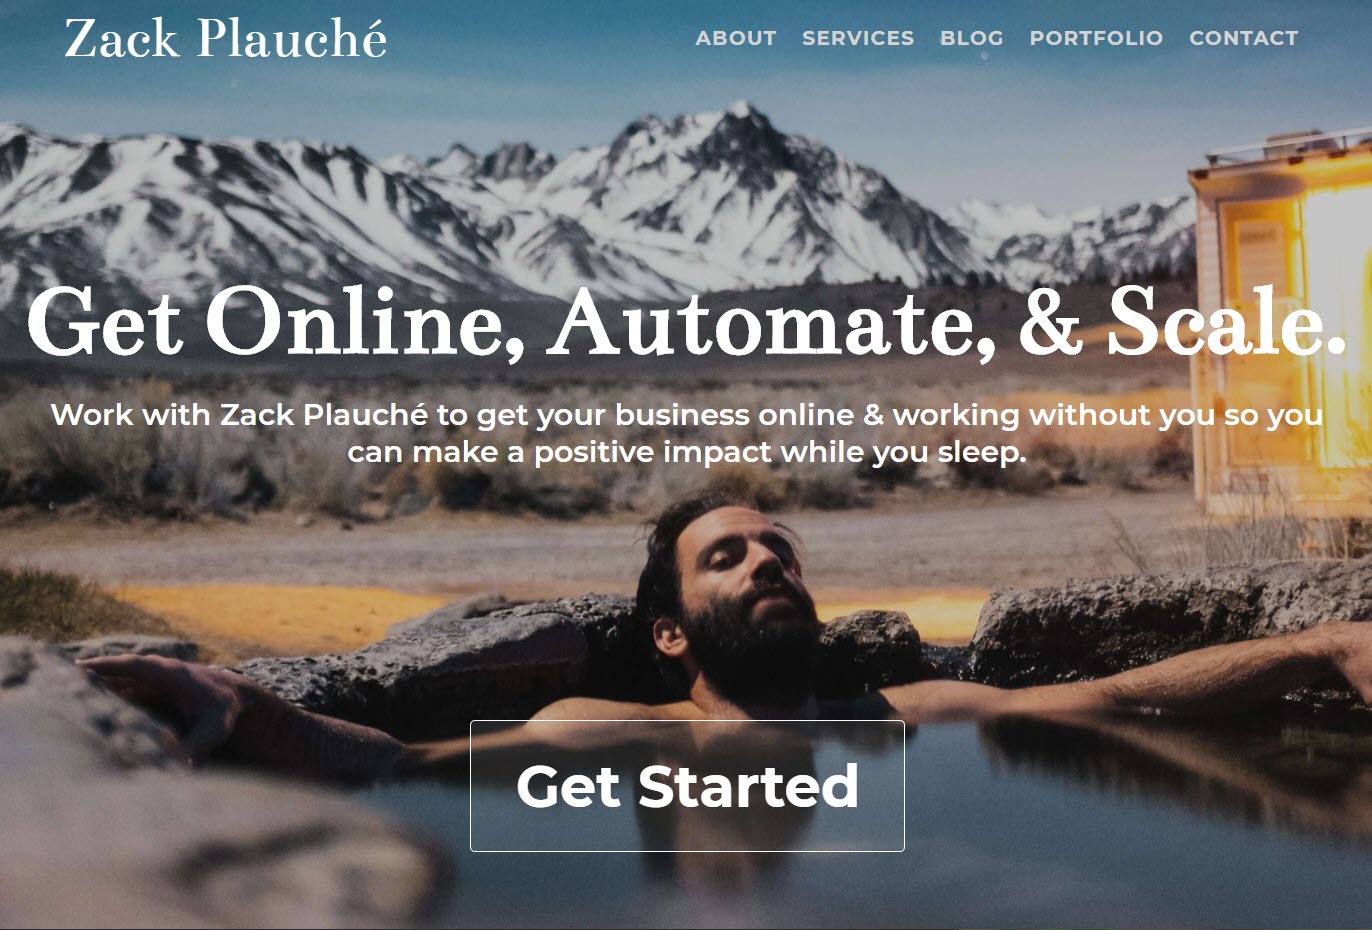 Zack Plauché
ABOUT SERVICES BLOG PORTFOLIO CONTACT
Get Online, Automate, & Scale.
Work with Zack Plauché to get your business online & working without you so you
can make a positive impact while you sleep.
Get Started